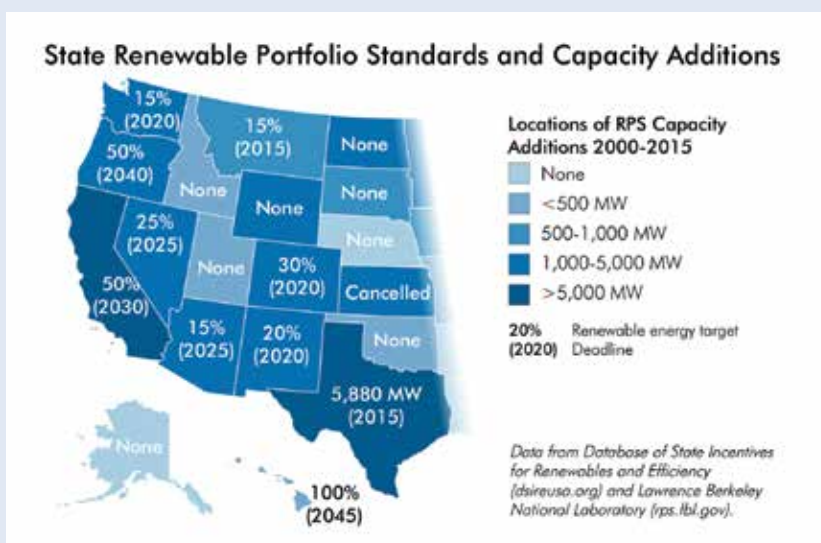 State Renewable Portfolio Standards and Capacity Additions
15%
(2020)
50%
(2040)
15%
(2015)
None
None
None
None
25%
(2025)
None
None
50%
(2030)
30%
(2020)
Cancelled
15%
(2025)
20%
(2020)
None
5,880 MW
(2015)
None
100%
(2045)
Locations of RPS Capacity
Additions 2000-2015
None
<500 MW
500-1,000 MW
1,000-5,000 MW
>5,000 MW
20% Renewable energy target
(2020) Deadline
Data from Database of State Incentives
for Renewables and Efficiency
(dsireusa.org) and Lawrence Berkeley
National Laboratory (rps.lbl.gov).